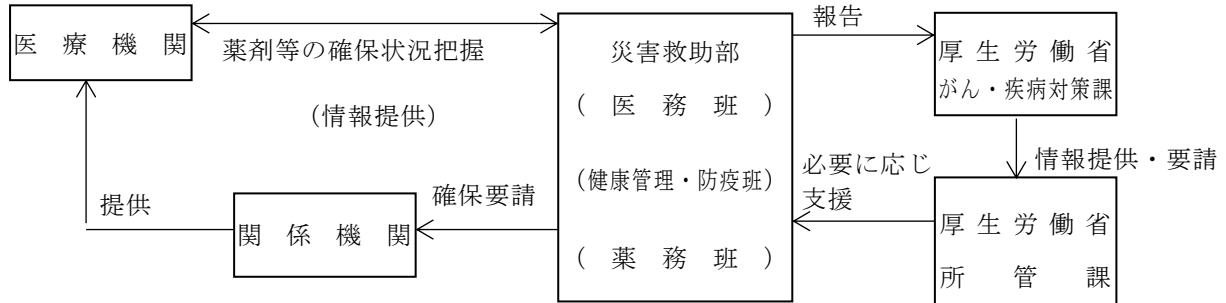 医療機関
薬剤等の確保状況把握
(情報提供)
提供
関係機関
確保要請
災害救助部
(医務班)
(健康管理・防疫班)
(薬務班)
報告
厚生労働省
がん・疾病対策課
情報提供・要請
必要に応じ
支援
厚生労働省
所管課